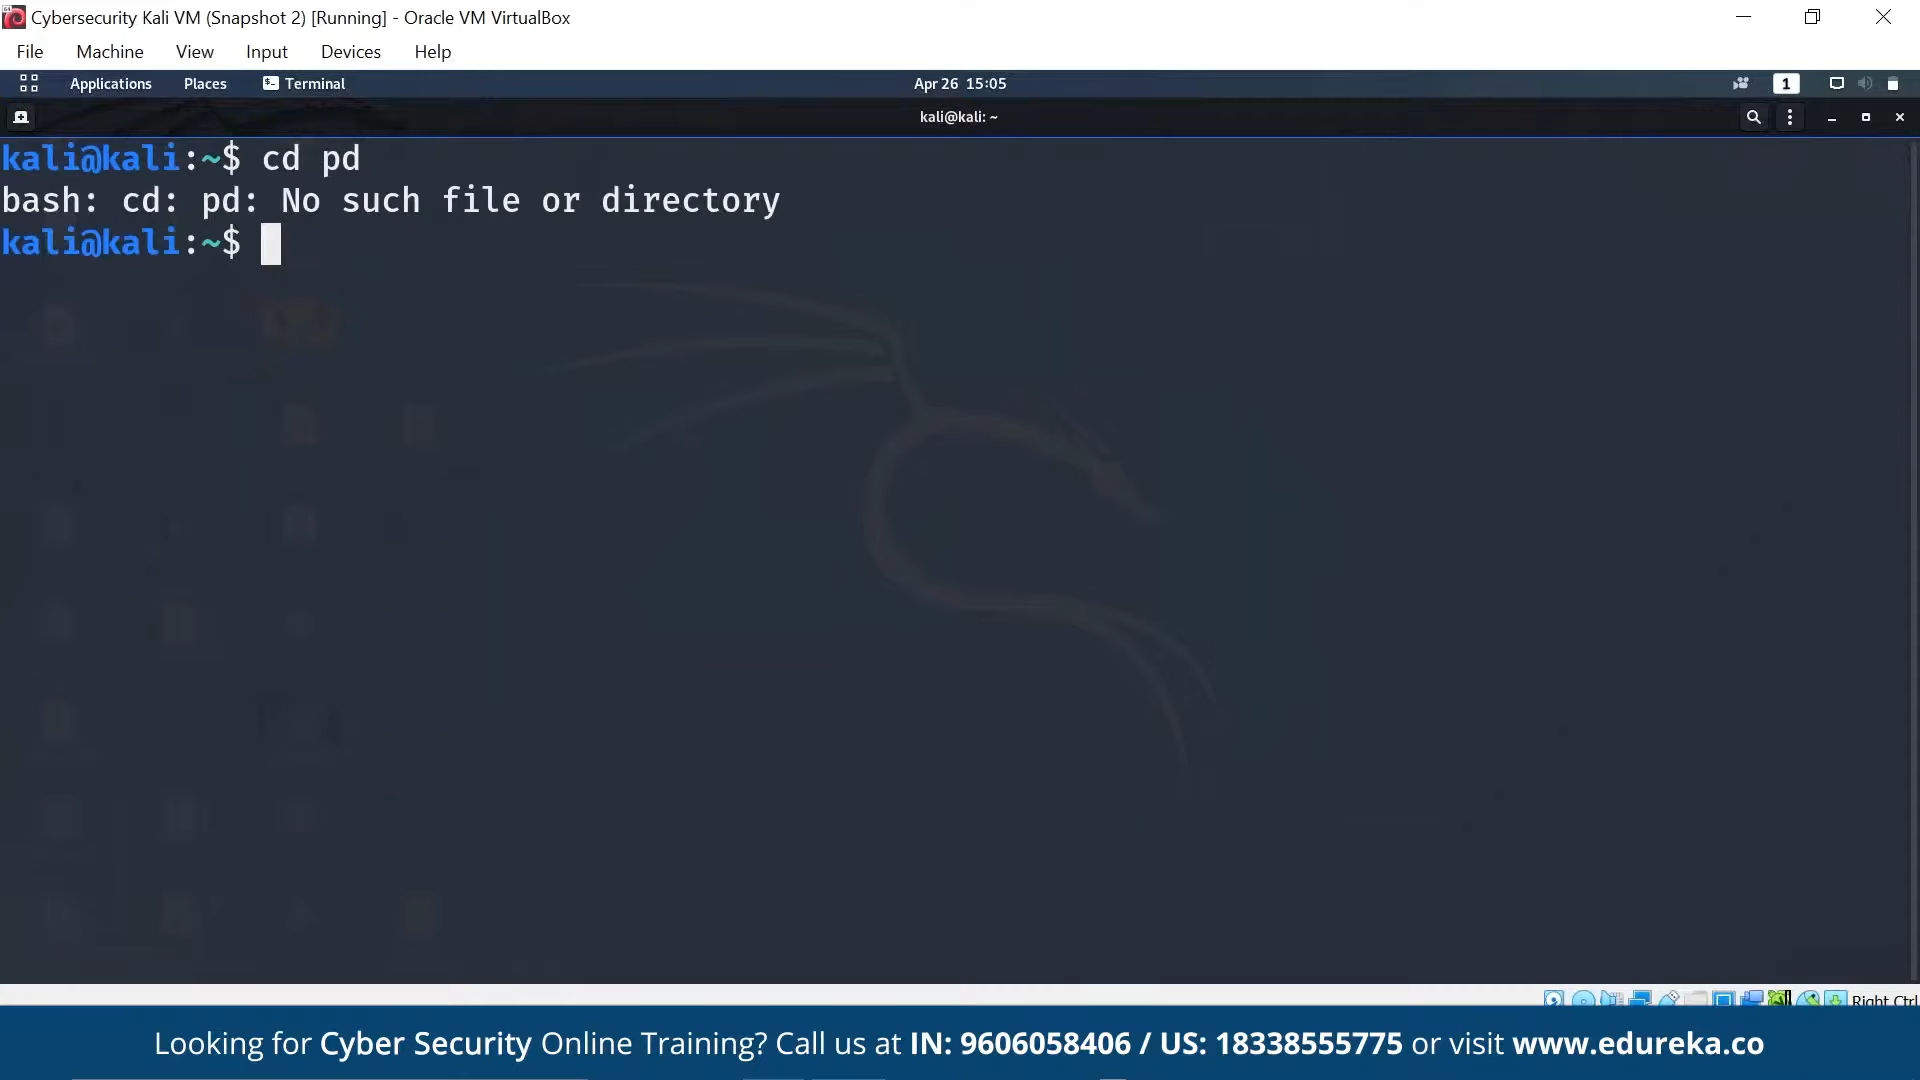 Cybersecurity Kali VM (Snapshot 2) [Running] - Oracle VM VirtualBox
File Machine View Input Devices Help
Applications Places Terminal Apr 26 15:05 1
kali@kali: ~
kali@kali:~$ cd pd
bash: cd: pd: No such file or directory
kali@kali:~$
Right Ctrl
Looking for Cyber Security Online Training? Call us at IN: 9606058406 / US: 18338555775 or visit www.edureka.co